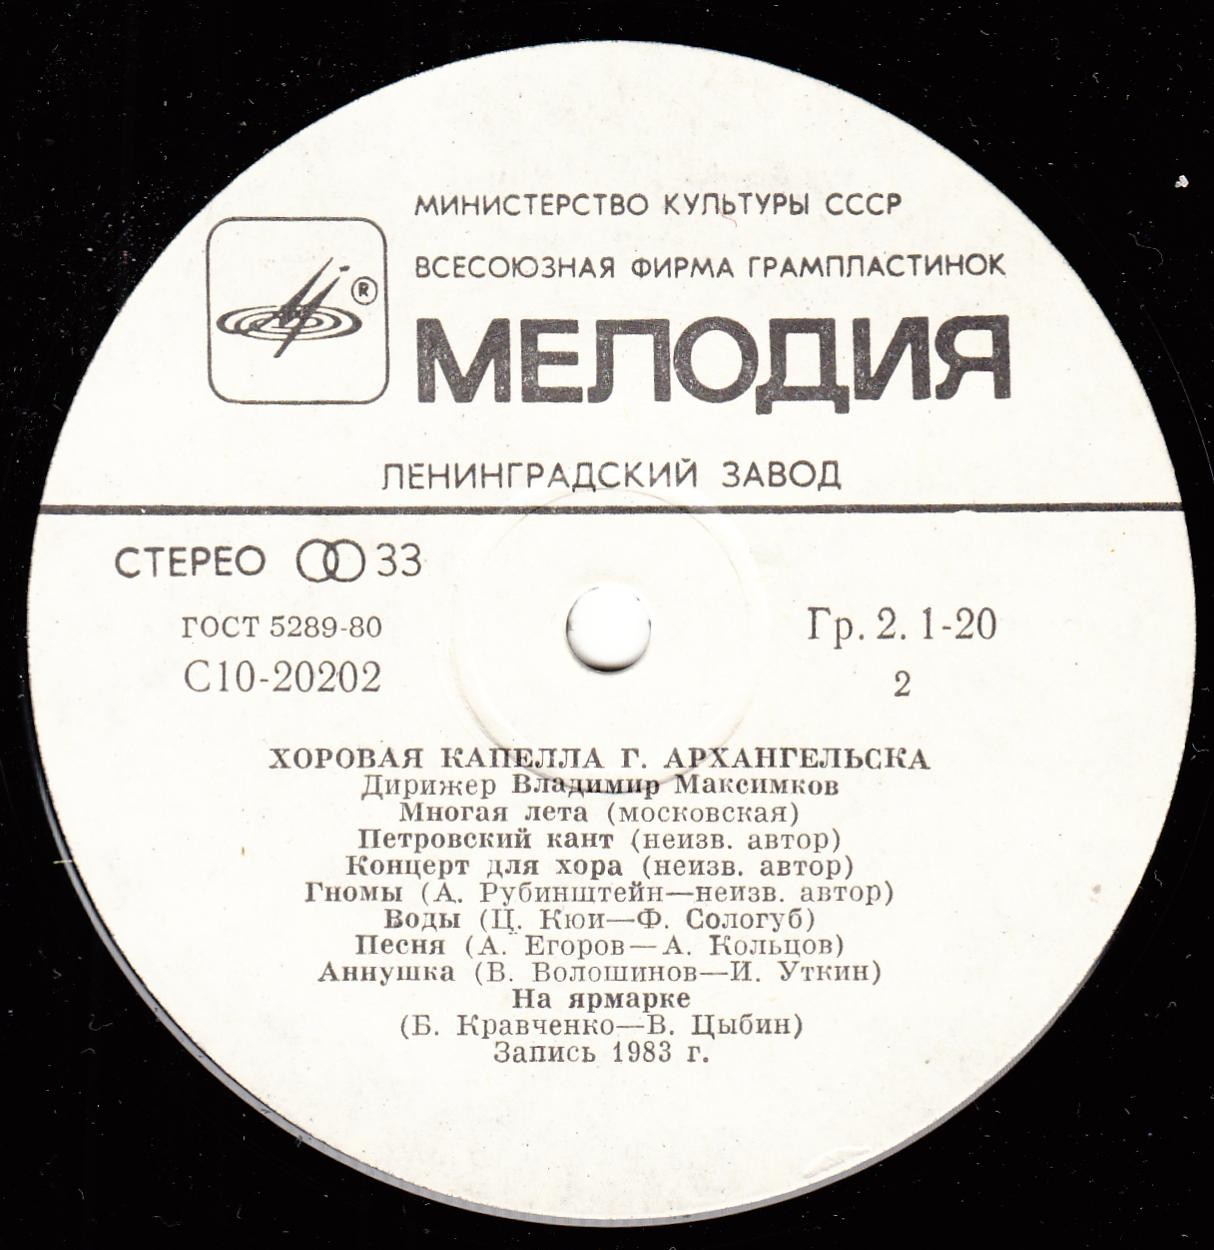 МИНИСТЕРСТВО КУЛЬТУРЫ СССР
ВСЕСОЮЗНАЯ ФИРМА ГРАМПЛАСТИНОК
®
МЕЛОДИЯ
ЛЕНИНГРАДСКИЙ ЗАВОД
СТЕРЕО 33
ГОСТ 5289-80
Гр. 2. 1-20
С10-20202
2
ХОРОВАЯ КАПЕЛЛА Г. АРХАНГЕЛЬСКА
Дирижер Владимир Максимков
Многая лета (московская)
Петровский кант (неизв. автор)
Концерт для хора (неизв. автор)
Гномы (А. Рубинштейн—неизв. автор)
Воды (Ц. Кюи—Ф. Сологуб)
Песня (А. Егоров—А. Кольцов)
Аннушка (В. Волошинов—И. Уткин)
На ярмарке
(Б. Кравченко—В. Цыбин)
Запись 1983 г.